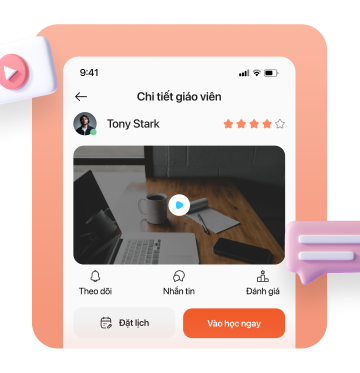 9:41
Chi tiết giáo viên
Tony Stark
Theo dõi
Nhắn tin
Đánh giá
Đặt lịch
Vào học ngay